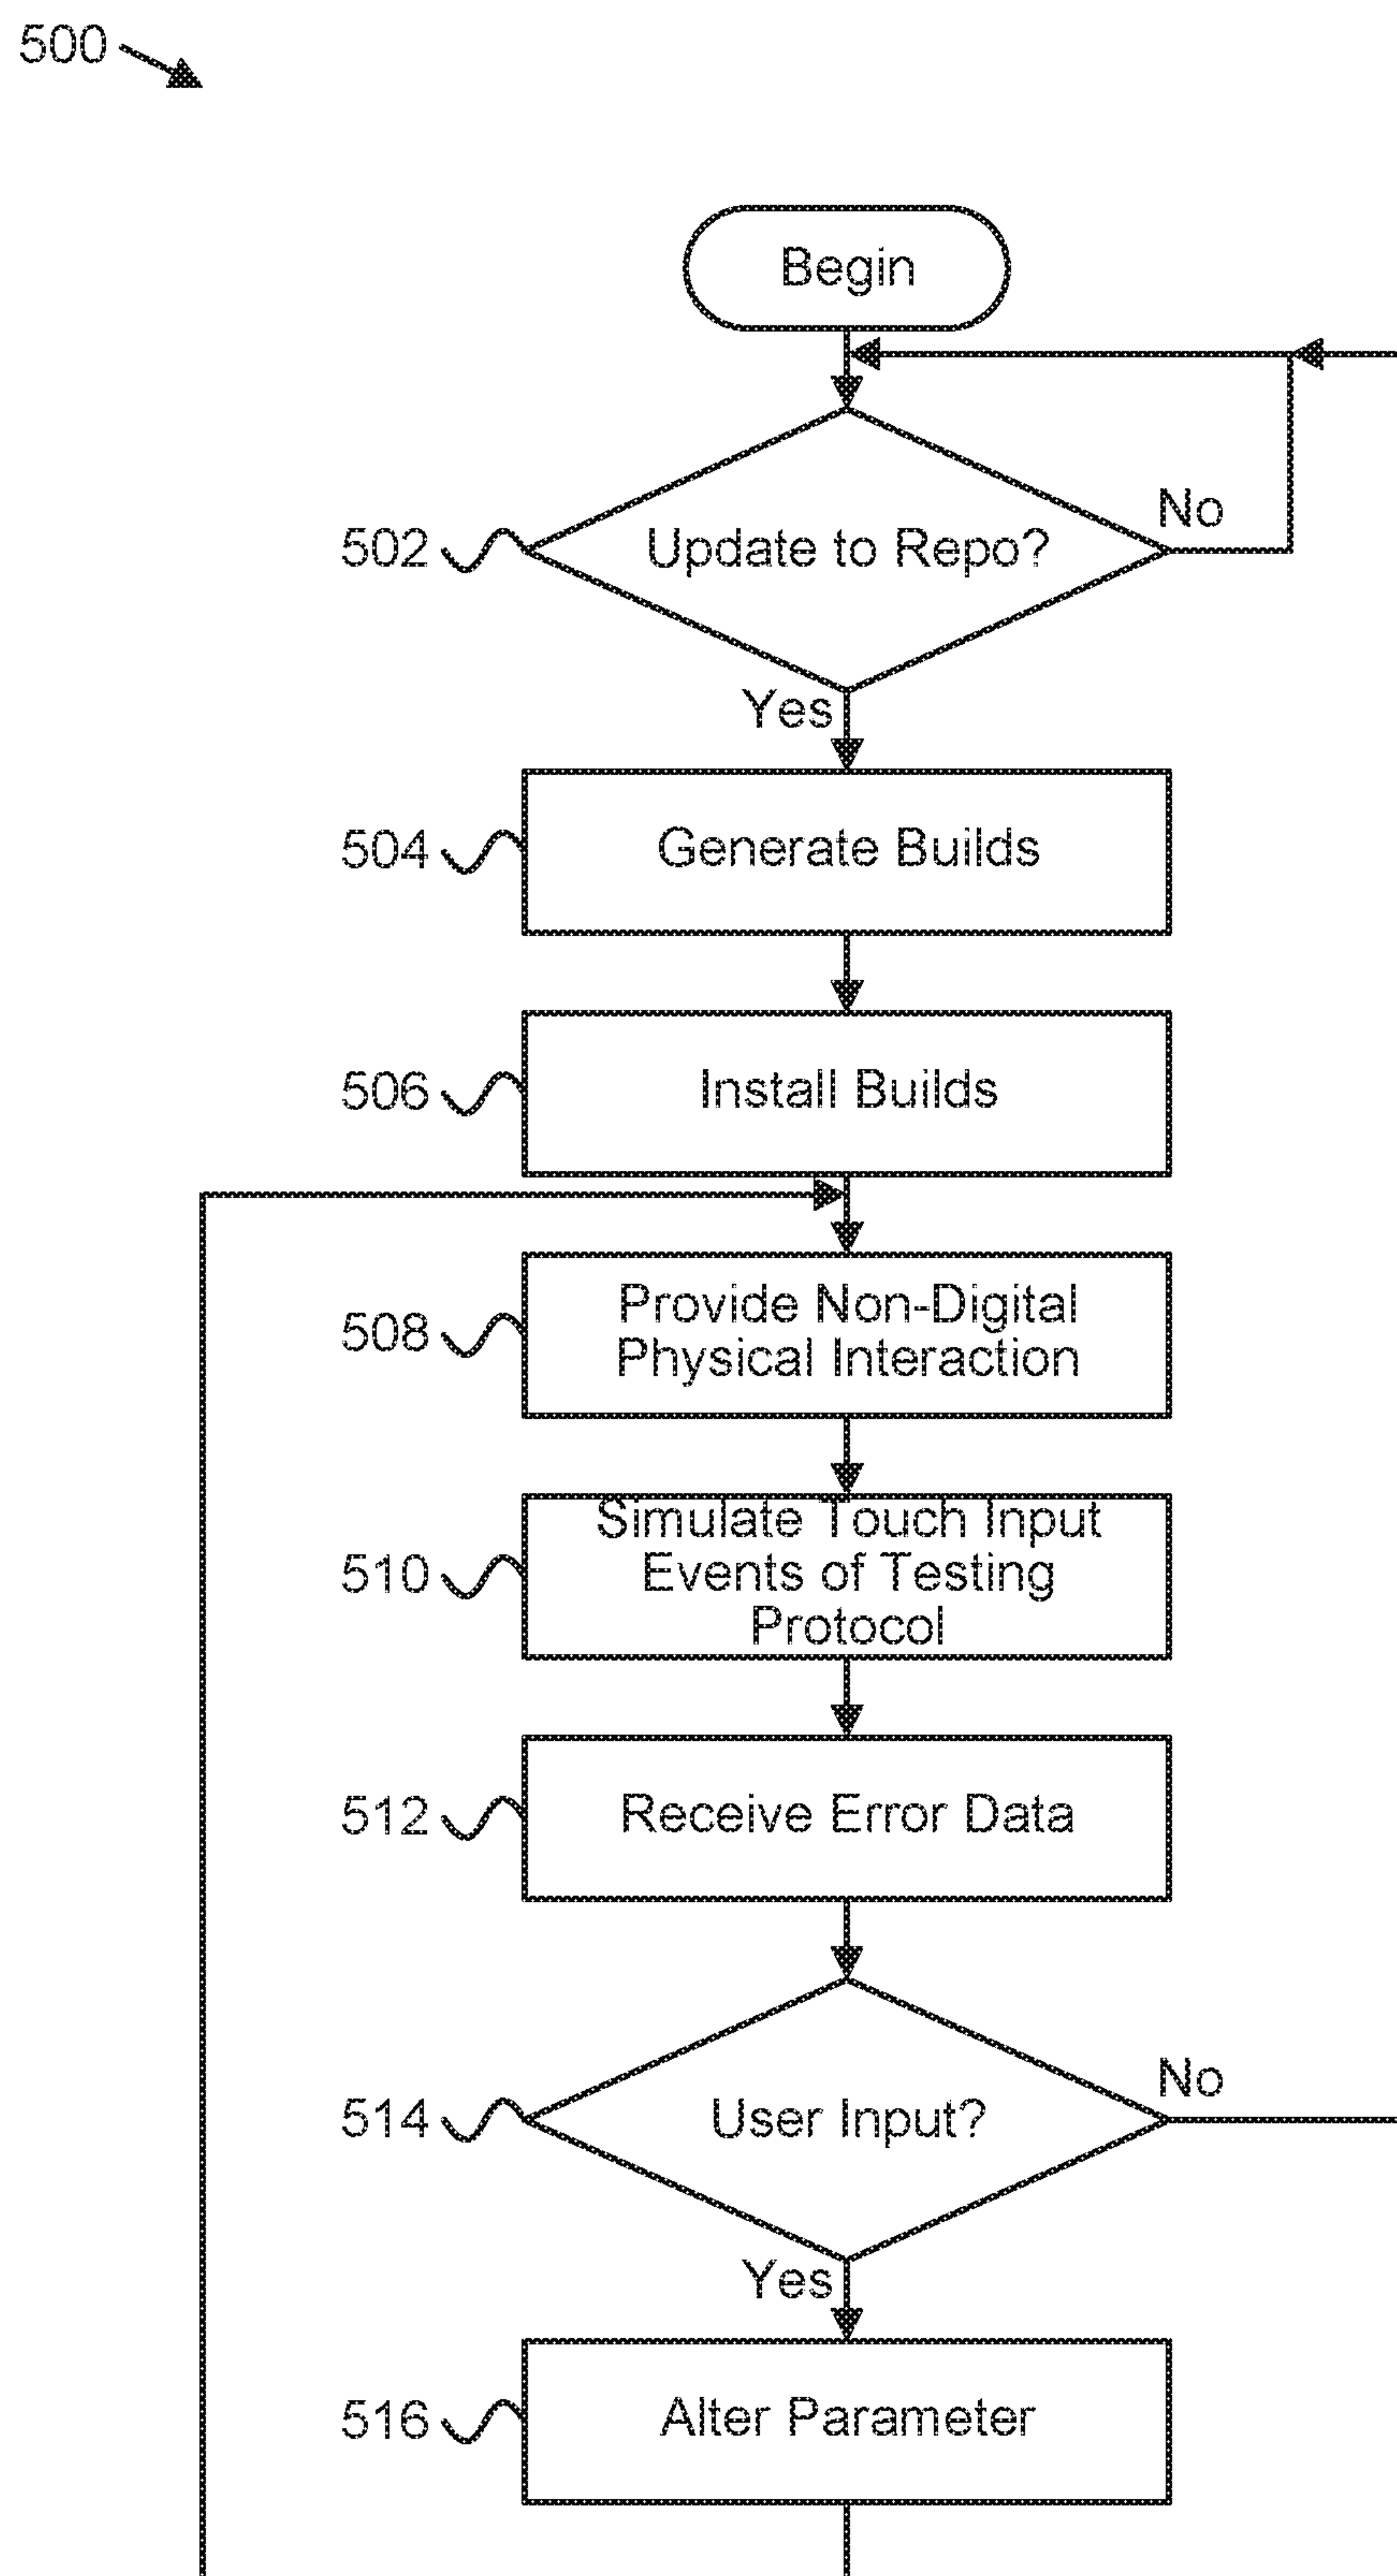 500
Begin
502
Update to Repo?
No
Yes
504
Generate Builds
506
Install Builds
508
Provide Non-Digital
Physical Interaction
510
Simulate Touch Input
Events of Testing
Protocol
512
Receive Error Data
514
User Input?
No
Yes
516
Alter Parameter